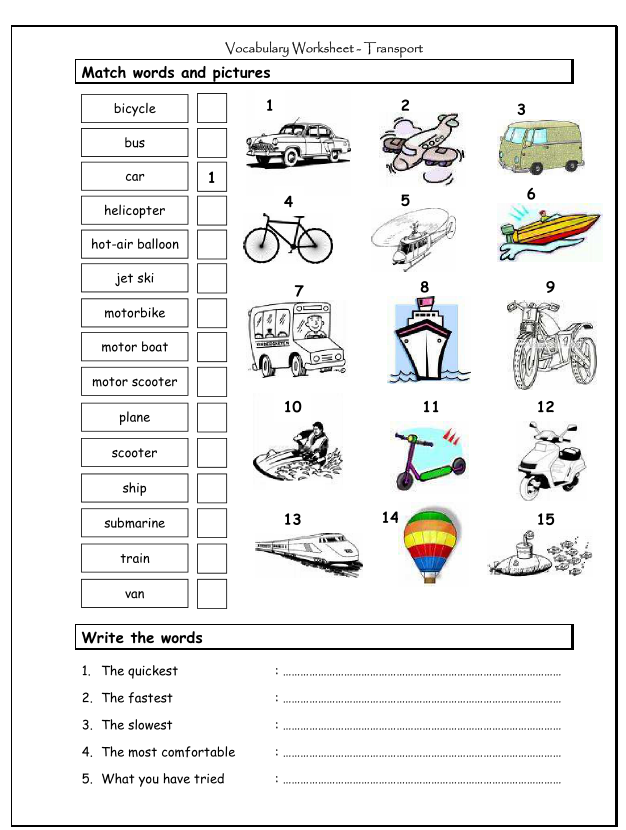 Vocabulary Worksheet - Transport
Match words and pictures
bicycle
bus
car 1
helicopter
hot-air balloon
jet ski
motorbike
motor boat
motor scooter
plane
scooter
ship
submarine
train
van
1 2 3
4 5 6
7 8 9
10 11 12
13 14 15
Write the words
1. The quickest : ……………………………………………………………………………………
2. The fastest : ……………………………………………………………………………………
3. The slowest : ……………………………………………………………………………………
4. The most comfortable : ……………………………………………………………………………………
5. What you have tried : ……………………………………………………………………………………